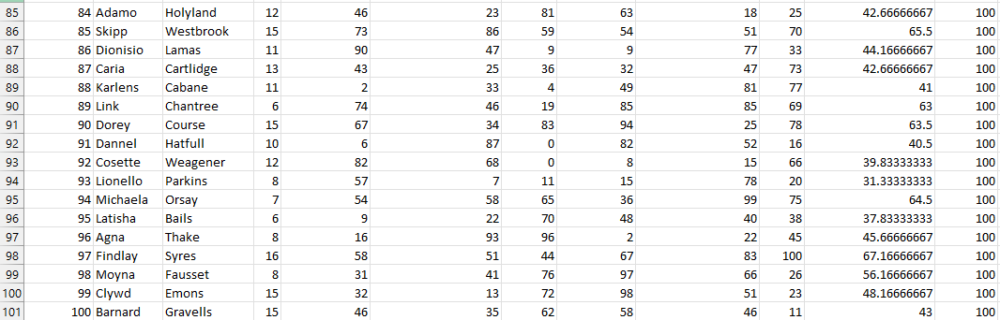 85 84 Adamo Holyland 12 46 23 81 63 18 25 42.66666667 100
86 85 Skipp Westbrook 15 73 86 59 54 51 70 65.5 100
87 86 Dionisio Lamas 11 90 47 9 9 77 33 44.16666667 100
88 87 Caria Cartlidge 13 43 25 36 32 47 73 42.66666667 100
89 88 Karlens Cabane 11 2 33 4 49 81 77 41 100
90 89 Link Chantree 6 74 46 19 85 85 69 63 100
91 90 Dorey Course 15 67 34 83 94 25 78 63.5 100
92 91 Dannel Hatfull 10 6 87 0 82 52 16 40.5 100
93 92 Cosette Weagener 12 82 68 0 8 15 66 39.83333333 100
94 93 Lionello Parkins 8 57 7 11 15 78 20 31.33333333 100
95 94 Michaela Orsay 7 54 58 65 36 99 75 64.5 100
96 95 Latisha Bails 6 9 22 70 48 40 38 37.83333333 100
97 96 Agna Thake 8 16 93 96 2 22 45 45.66666667 100
98 97 Findlay Syres 16 58 51 44 67 83 100 67.16666667 100
99 98 Moyna Fausset 8 31 41 76 97 66 26 56.16666667 100
100 99 Clywd Emons 15 32 13 72 98 51 23 48.16666667 100
101 100 Barnard Gravells 15 46 35 62 58 46 11 43 100